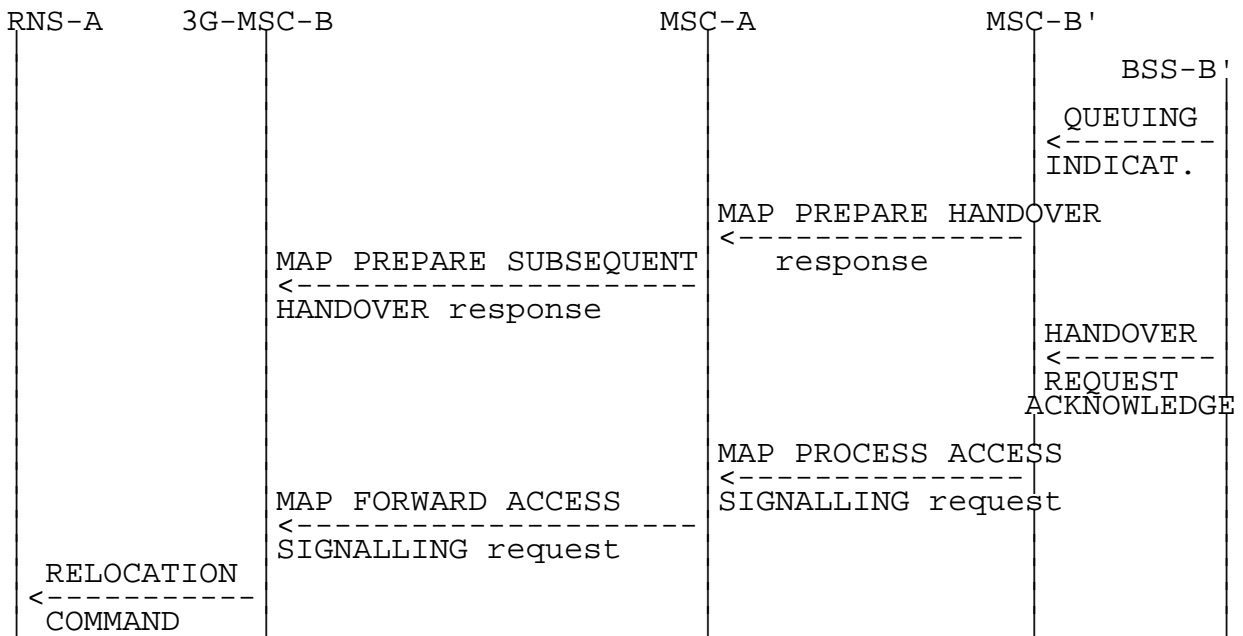 RNS-A 3G-MSC-B MSC-A MSC-B'
BSS-B'
QUEUING
<--------
INDICAT.
MAP PREPARE HANDOVER
<---------------
MAP PREPARE SUBSEQUENT response
<---------------------
HANDOVER response
HANDOVER
<--------
REQUEST
ACKNOWLEDGE
MAP PROCESS ACCESS
<---------------
MAP FORWARD ACCESS SIGNALLING request
<---------------------
SIGNALLING request
RELOCATION
<-----------
COMMAND